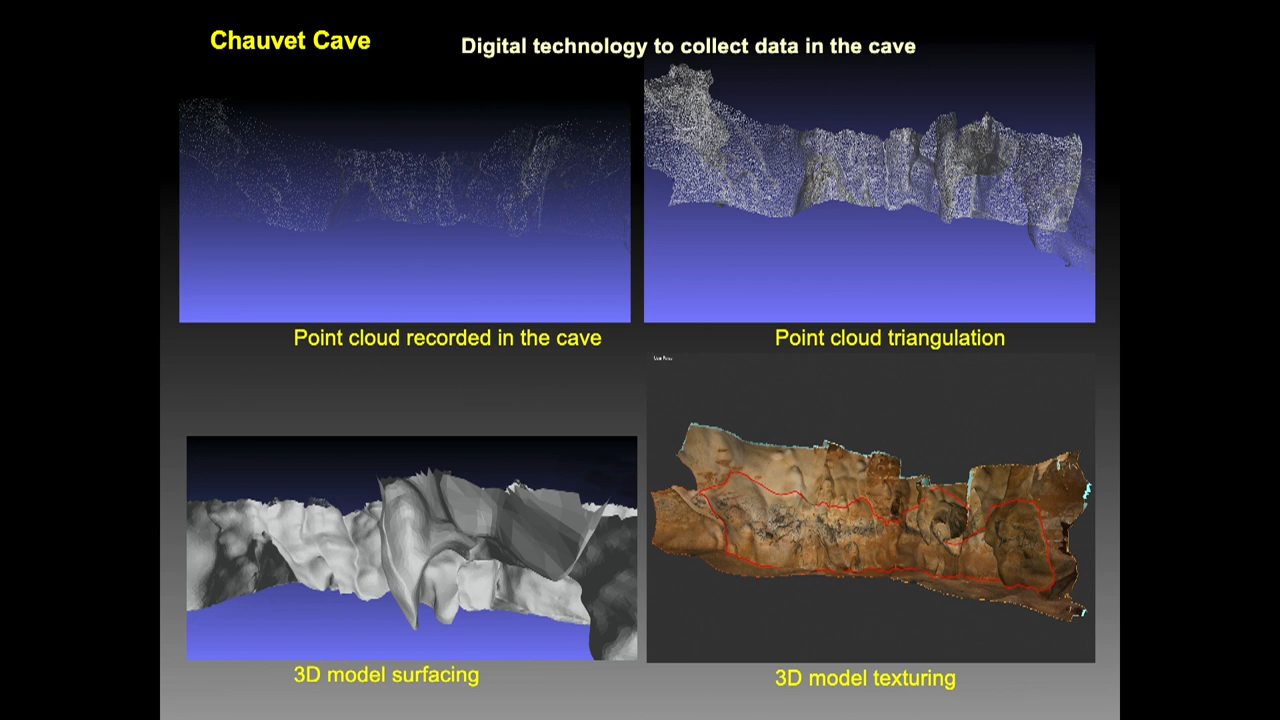 Chauvet Cave
Digital technology to collect data in the cave
Point cloud recorded in the cave
Point cloud triangulation
3D model surfacing
3D model texturing